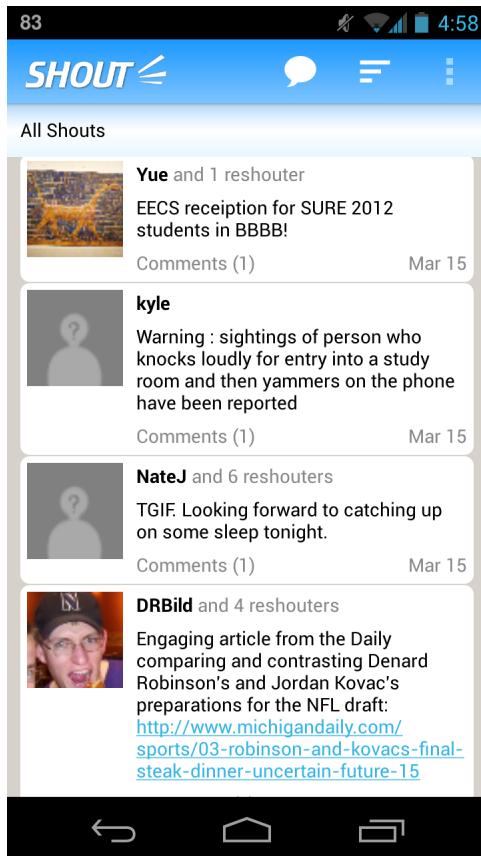 83
4:58
SHOUT
All Shouts
Yue and 1 reshouter
EECS receiption for SURE 2012
students in BBBB!
Comments (1)
Mar 15
kyle
Warning : sightings of person who
knocks loudly for entry into a study
room and then yammers on the phone
have been reported
Comments (1)
Mar 15
NateJ and 6 reshouters
TGIF. Looking forward to catching up
on some sleep tonight.
Comments (1)
Mar 15
DRBild and 4 reshouters
Engaging article from the Daily
comparing and contrasting Denard
Robinson's and Jordan Kovac's
preparations for the NFL draft:
http://www.michigandaily.com/
sports/03-robinson-and-kovacs-final-
steak-dinner-uncertain-future-15